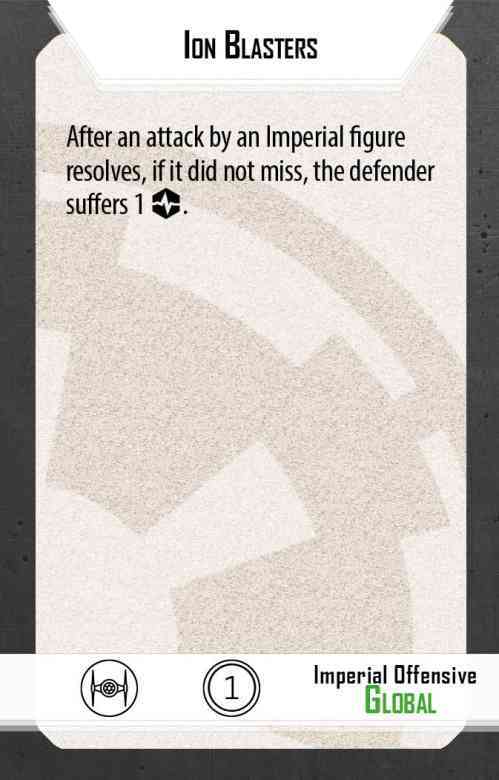 Ion Blasters
After an attack by an Imperial figure
resolves, if it did not miss, the defender
suffers 1 .
1
Imperial Offensive
Global